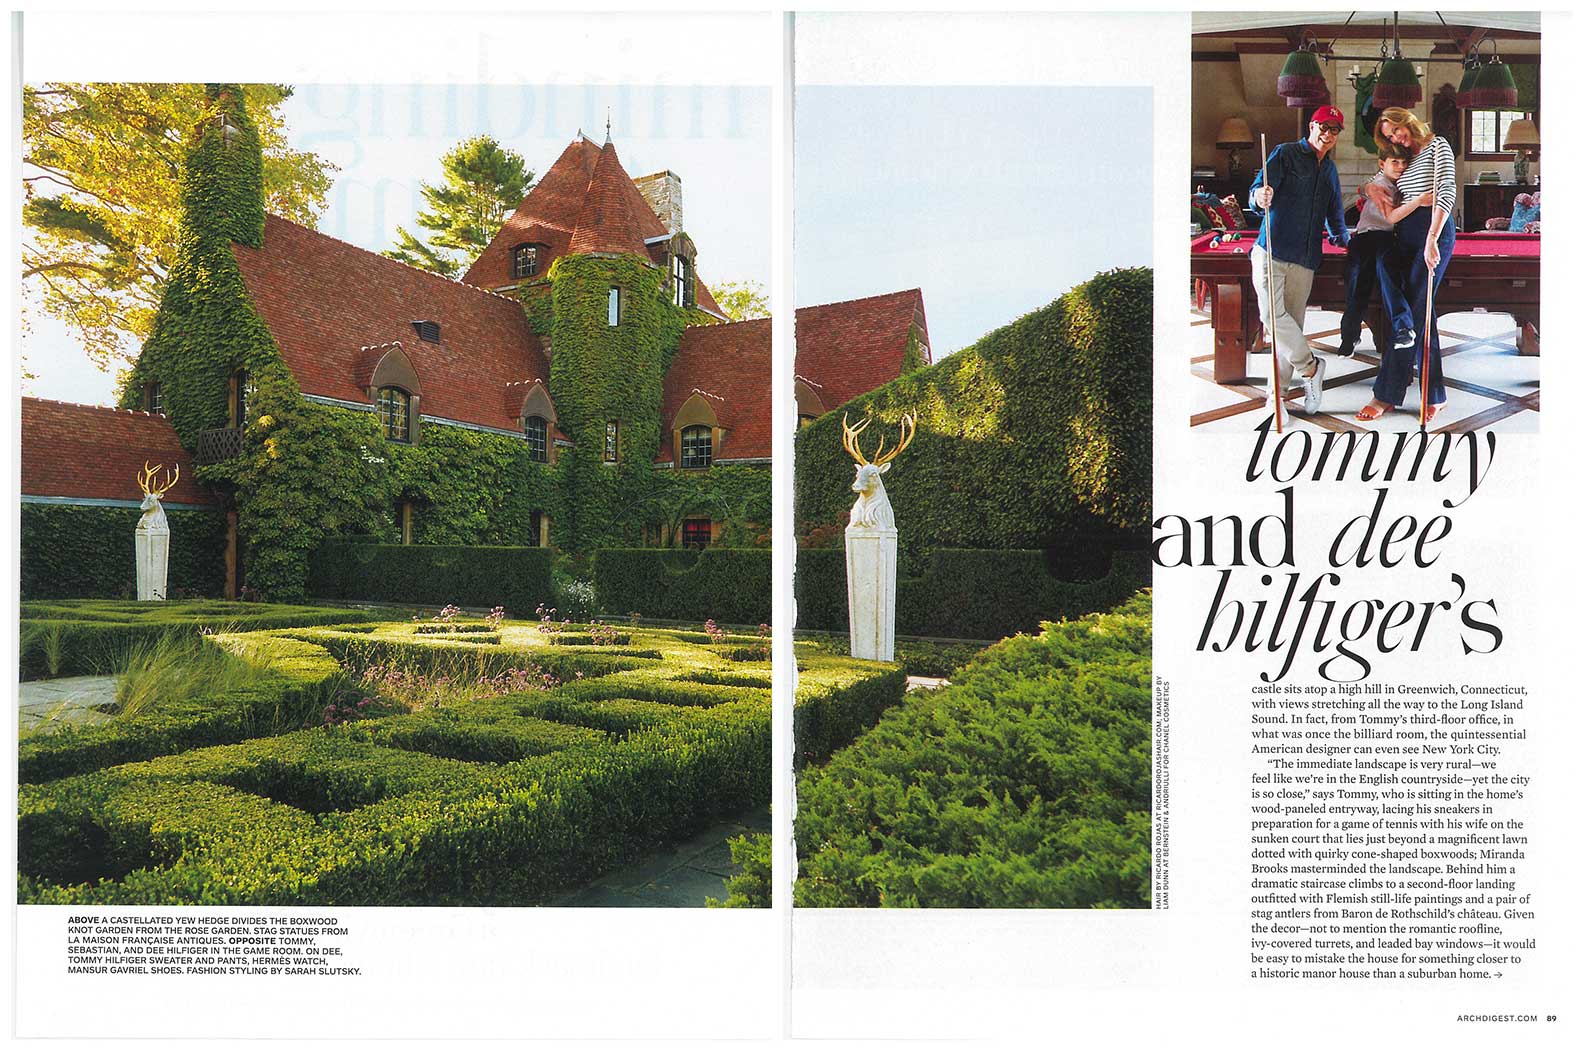 ABOVE A CASTELLATED YEW HEDGE DIVIDES THE BOXWOOD
KNOT GARDEN FROM THE ROSE GARDEN. STAG STATUES FROM
LA MAISON FRANÇAISE ANTIQUES. OPPOSITE TOMMY,
SEBASTIAN, AND DEE HILFIGER IN THE GAME ROOM. ON DEE,
TOMMY HILFIGER SWEATER AND PANTS, HERMÈS WATCH,
MANSUR GAVRIEL SHOES. FASHION STYLING BY SARAH SLUTSKY.
HAIR BY RICARDO ROJAS AT RICARDOROJASHAIR.COM; MAKEUP BY
LIAM DUNN AT BERNSTEIN & ANDRIULLI FOR CHANEL COSMETICS
tommy
and dee
hilfiger's
castle sits atop a high hill in Greenwich, Connecticut,
with views stretching all the way to the Long Island
Sound. In fact, from Tommy's third-floor office, in
what was once the billiard room, the quintessential
American designer can even see New York City.
"The immediate landscape is very rural—we
feel like we're in the English countryside—yet the city
is so close," says Tommy, who is sitting in the home's
wood-paneled entryway, lacing his sneakers in
preparation for a game of tennis with his wife on the
sunken court that lies just beyond a magnificent lawn
dotted with quirky cone-shaped boxwoods; Miranda
Brooks masterminded the landscape. Behind him a
dramatic staircase climbs to a second-floor landing
outfitted with Flemish still-life paintings and a pair of
stag antlers from Baron de Rothschild's château. Given
the decor—not to mention the romantic roofline,
ivy-covered turrets, and leaded bay windows—it would
be easy to mistake the house for something closer to
a historic manor house than a suburban home. →
ARCHDIGEST.COM 89